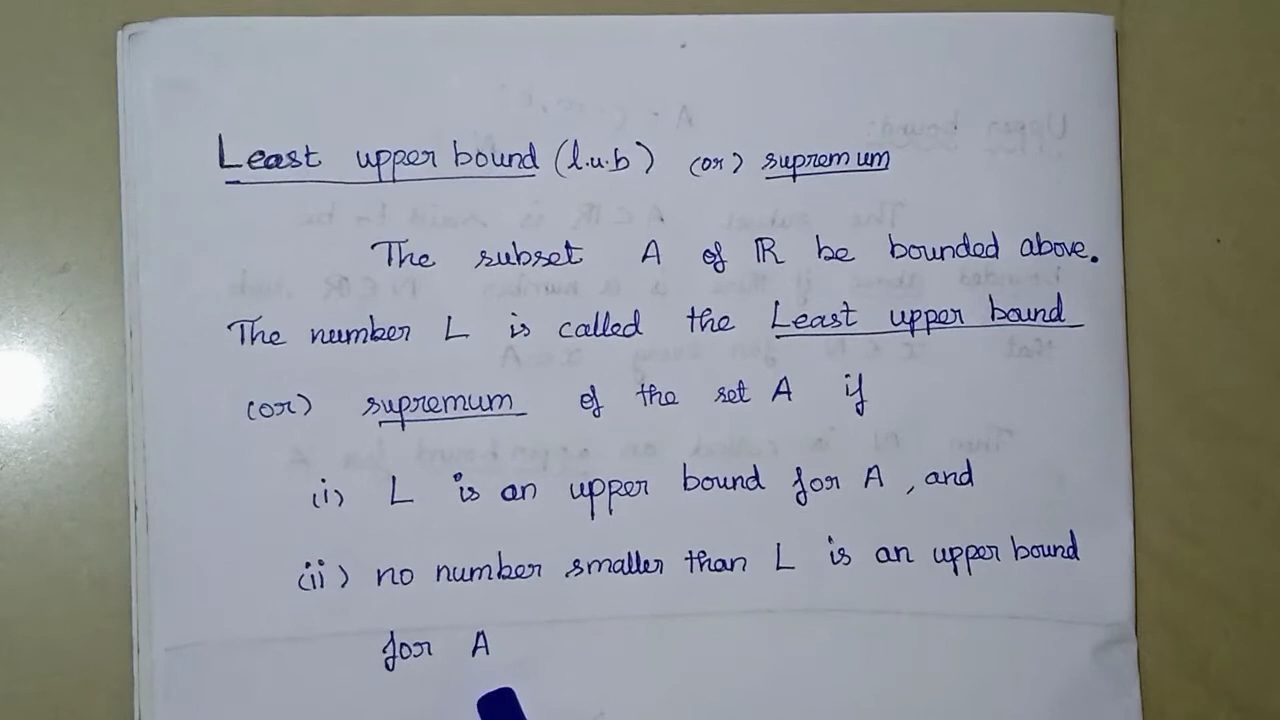 Least upper bound (l.u.b) (or) supremum
The subset A of ℝ be bounded above.
The number L is called the Least upper bound
(or) supremum of the set A if
(i) L is an upper bound for A, and
(ii) no number smaller than L is an upper bound
for A